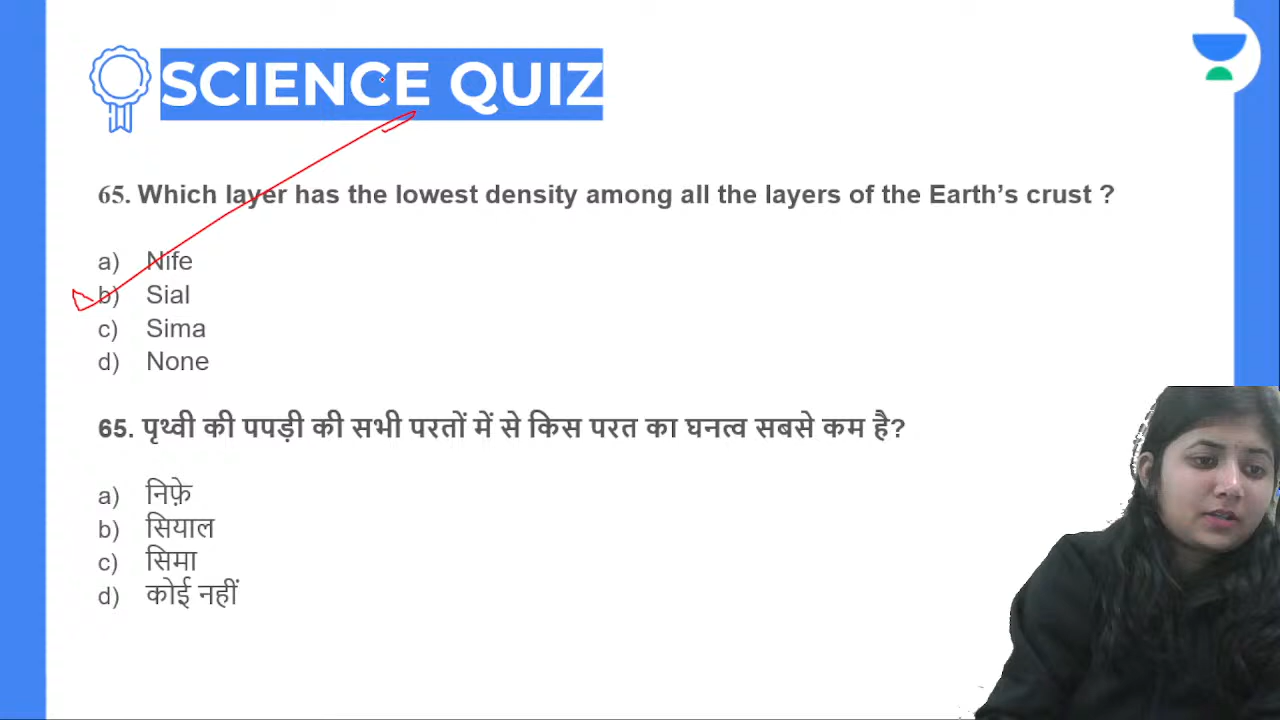 SCIENCE QUIZ
65. Which layer has the lowest density among all the layers of the Earth’s crust ?
a) Nife
b) Sial
c) Sima
d) None
65. पृथ्वी की पपड़ी की सभी परतों में से किस परत का घनत्व सबसे कम है?
a) निफ़े
b) सियाल
c) सिमा
d) कोई नहीं